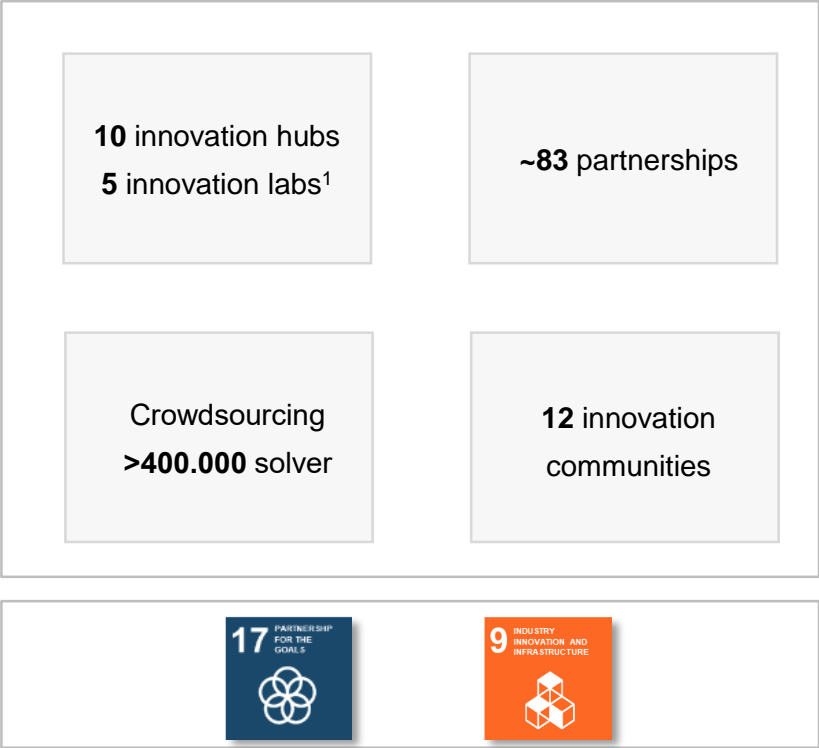 10 innovation hubs
5 innovation labs¹
~83 partnerships
Crowdsourcing
>400.000 solver
12 innovation
communities
17 PARTNERSHIP
FOR THE
GOALS
9 INDUSTRY
INNOVATION AND
INFRASTRUCTURE